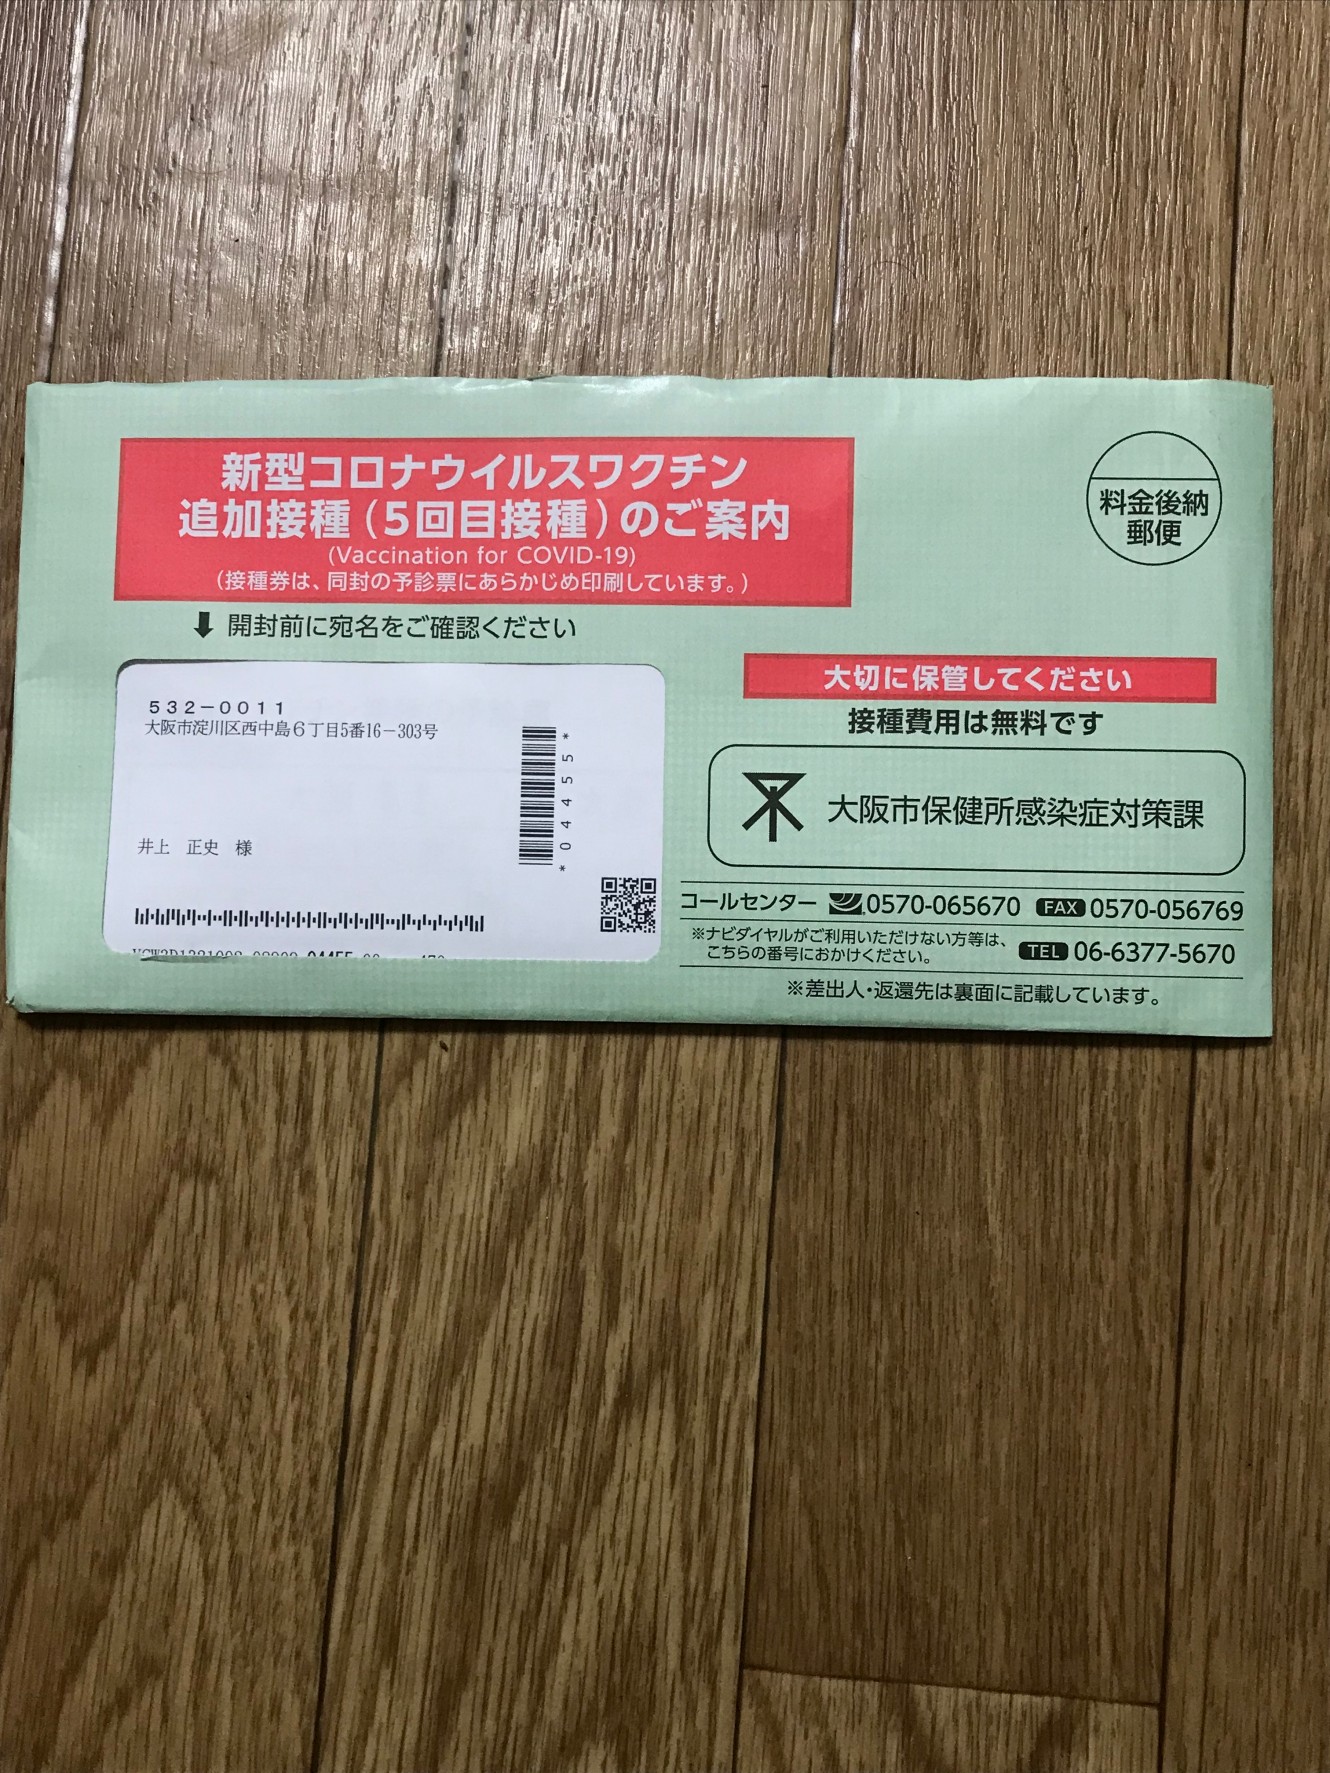 新型コロナウイルスワクチン
追加接種（5回目接種）のご案内
(Vaccination for COVID-19)
（接種券は、同封の予診票にあらかじめ印刷しています。）
料金後納
郵便
⬇ 開封前に宛名をご確認ください
532-0011
大阪市淀川区西中島６丁目5番16－303号
井上　正史　様
*04455*
大切に保管してください
接種費用は無料です
大阪市保健所感染症対策課
コールセンター 0570-065670 FAX 0570-056769
※ナビダイヤルがご利用いただけない方等は、
こちらの番号におかけください。 TEL 06-6377-5670
※差出人・返還先は裏面に記載しています。